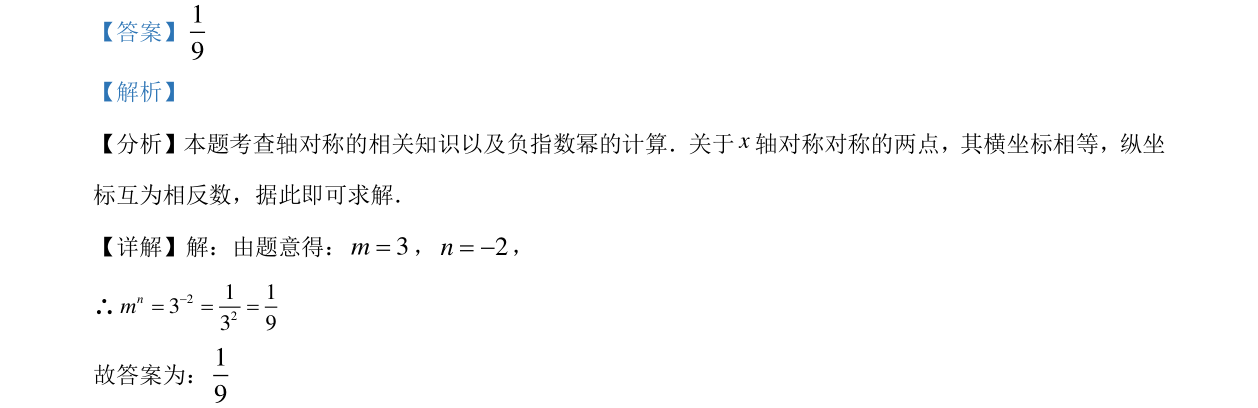 【答案】1/9
【解析】
【分析】本题考查轴对称的相关知识以及负指数幂的计算．关于 x 轴对称对称的两点，其横坐标相等，纵坐
标互为相反数，据此即可求解．
【详解】解：由题意得：m = 3，n = −2，
∴ mⁿ = 3⁻² = 1/3² = 1/9
故答案为：1/9